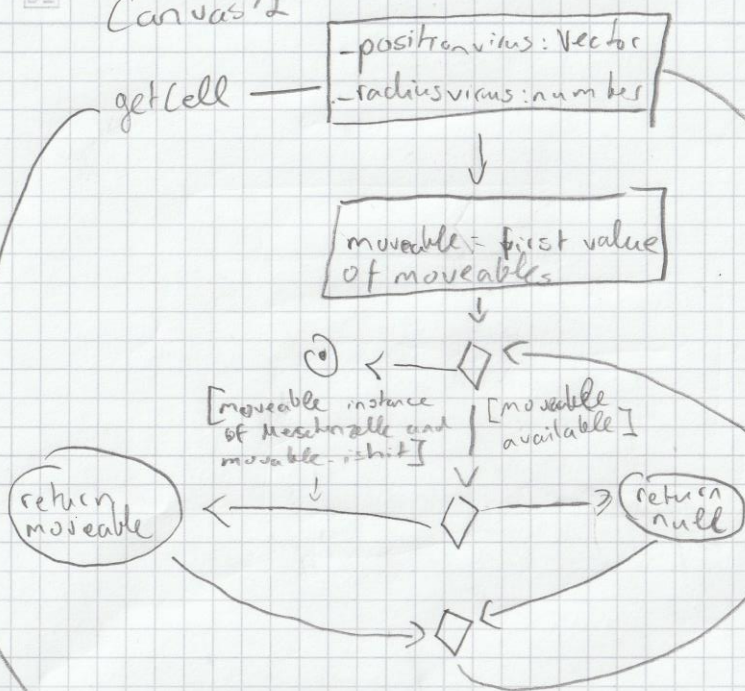 Canvas 2
_positionvirus: Vector
getCell
_radiusvirus: number
moveable = first value
of moveables
[moveable instance
of Meschzelle and
movable.ishit]
[moveable
available]
return
moveable
return
null